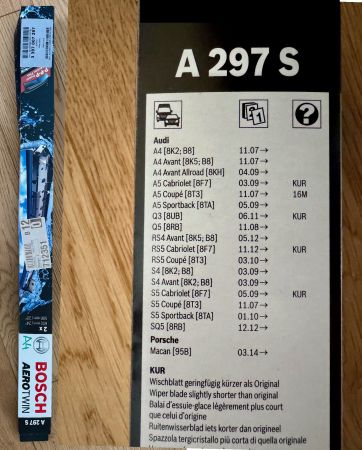 A 297 S
Audi
A4 [8K2; B8] 11.07→
A4 Avant [8K5; B8] 11.07→
A4 Avant Allroad [8KH] 04.09→
A5 Cabriolet [8F7] 03.09→ KUR
A5 Coupé [8T3] 11.07→ 16M
A5 Sportback [8TA] 05.09→
Q3 [8UB] 06.11→ KUR
Q5 [8RB] 11.08→
RS4 Avant [8K5; B8] 05.12→
RS5 Cabriolet [8F7] 11.12→ KUR
RS5 Coupé [8T3] 03.10→
S4 [8K2; B8] 03.09→
S4 Avant [8K2; B8] 03.09→
S5 Cabriolet [8F7] 05.09→ KUR
S5 Coupé [8T3] 11.07→
S5 Sportback [8TA] 01.10→
SQ5 [8RB] 12.12→
Porsche
Macan [95B] 03.14→
KUR
Wischblatt geringfügig kürzer als Original
Wiper blade slightly shorter than original
Balai d'essuie-glace légèrement plus court
que celui d'origine
Ruitenwisserblad iets korter dan origineel
Spazzola tergicristallo più corta di quella originale
712351
2 x
A4
BOSCH
AEROTWIN
A 297 S